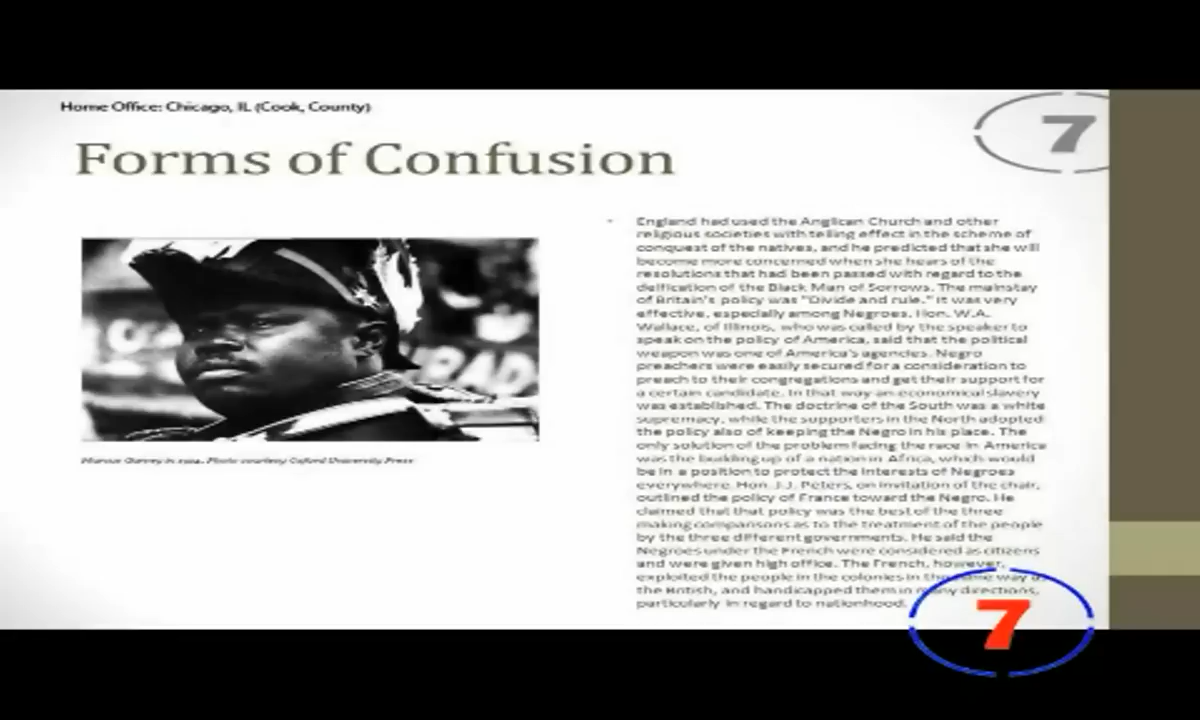 Home Office: Chicago, IL (Cook, County)
7
Forms of Confusion
• England had used the Anglican Church and other
religious societies with telling effect in the scheme of
conquest of the natives, and he predicted that she will
become more concerned when she hears of the
resolutions that had been passed with regard to the
deification of the Black Man of Sorrows. The mainstay
of Britain's policy was "Divide and rule." It was very
effective, especially among Negroes. Hon. W.A.
Wallace, of Illinois, who was called by the speaker to
speak on the policy of America, said that the political
weapon was one of America's agencies. Negro
preachers were easily secured for a consideration to
preach to their congregations and get their support for
a certain candidate. In that way an economical slavery
was established. The doctrine of the South was a white
supremacy, while the supporters in the North adopted
the policy also of keeping the Negro in his place. The
only solution of the problem facing the race in America
was the building up of a nation in Africa, which would
be in a position to protect the interests of Negroes
everywhere. Hon. J.J. Peters, on invitation of the chair,
outlined the policy of France toward the Negro. He
claimed that that policy was the best of the three
making comparisons as to the treatment of the people
by the three different governments. He said the
Negroes under the French were considered as citizens
and were given high office. The French, however,
exploited the people in the colonies in the same way as
the British, and handicapped them in many directions,
particularly in regard to nationhood.
Marcus Garvey in 1924. Photo courtesy Oxford University Press
7